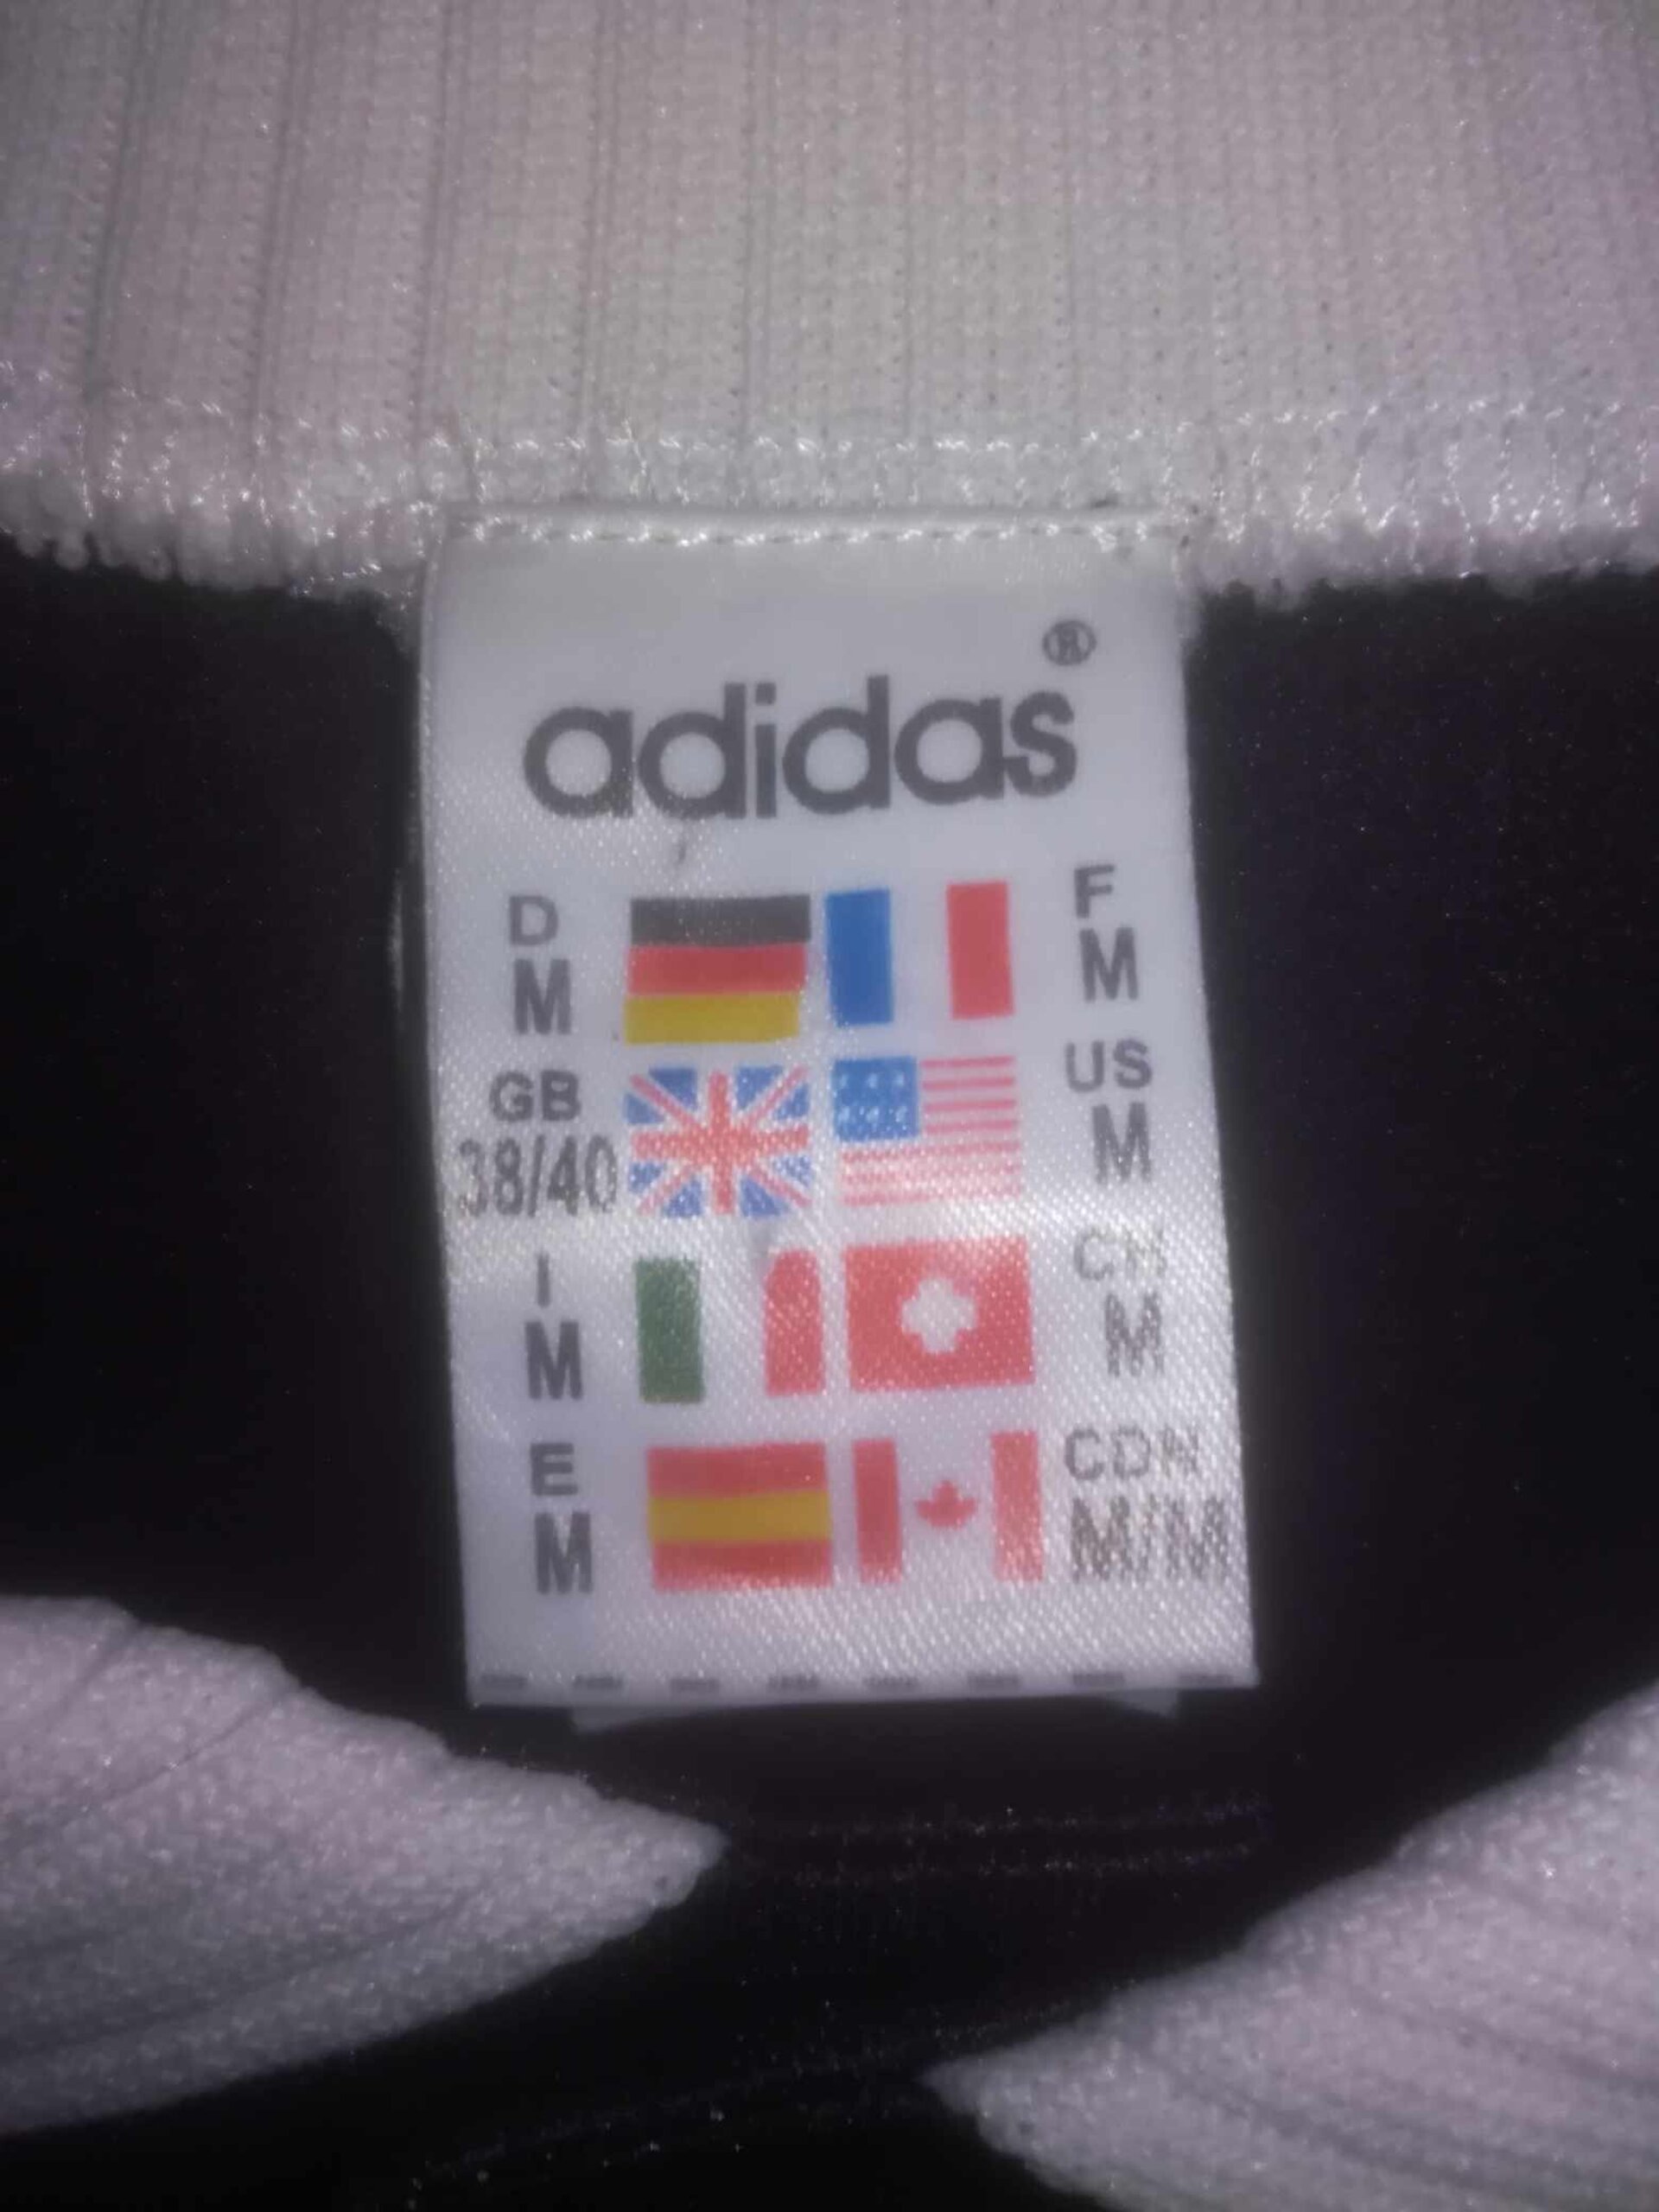 adidas®
D F
M M
GB US
38/40 M
I CH
M M
E CDN
M M/M